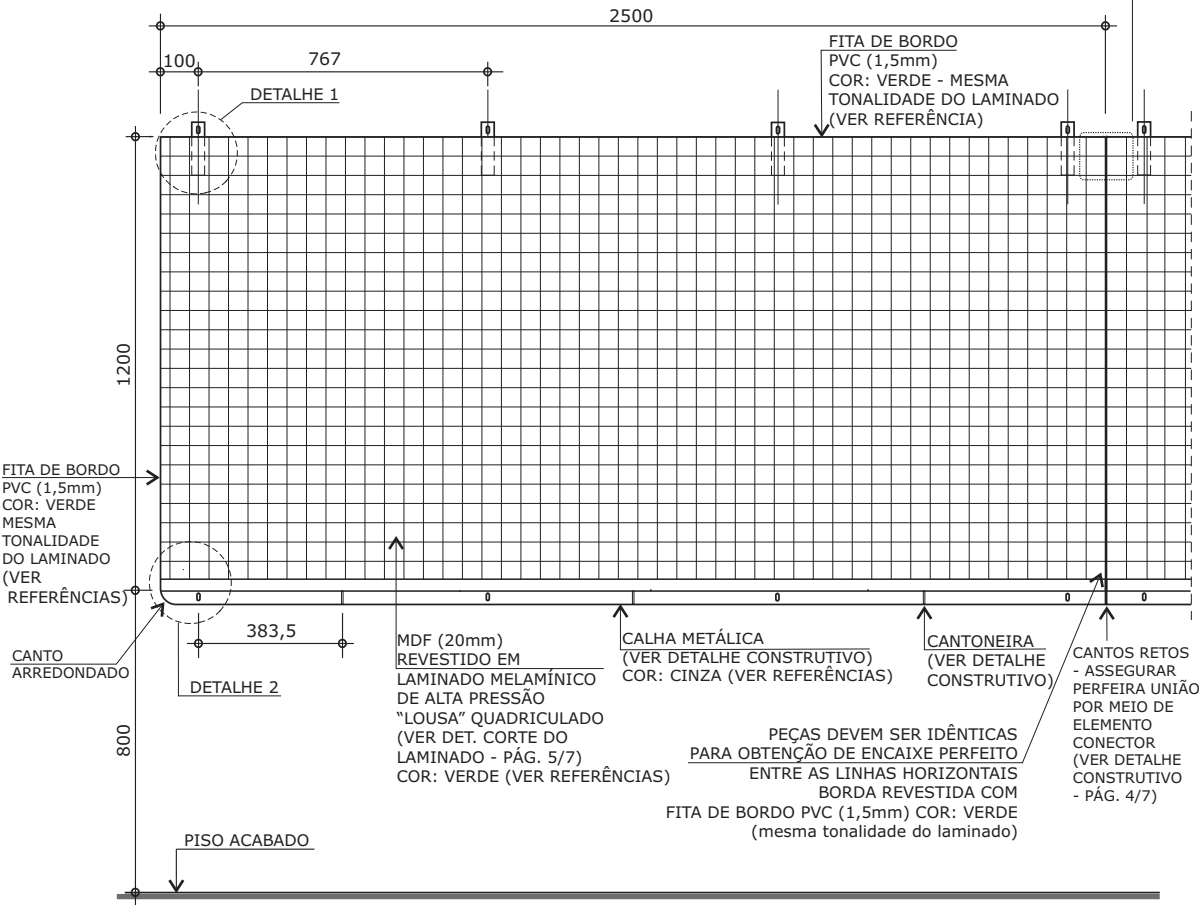 2500
100
767
DETALHE 1
FITA DE BORDO
PVC (1,5mm)
COR: VERDE - MESMA
TONALIDADE DO LAMINADO
(VER REFERÊNCIA)
1200
FITA DE BORDO
PVC (1,5mm)
COR: VERDE
MESMA
TONALIDADE
DO LAMINADO
(VER
REFERÊNCIAS)
CANTO
ARREDONDADO
DETALHE 2
383,5
MDF (20mm)
REVESTIDO EM
LAMINADO MELAMÍNICO
DE ALTA PRESSÃO
“LOUSA” QUADRICULADO
(VER DET. CORTE DO
LAMINADO - PÁG. 5/7)
COR: VERDE (VER REFERÊNCIAS)
CALHA METÁLICA
(VER DETALHE CONSTRUTIVO)
COR: CINZA (VER REFERÊNCIAS)
CANTONEIRA
(VER DETALHE
CONSTRUTIVO)
CANTOS RETOS
- ASSEGURAR
PERFEIRA UNIÃO
POR MEIO DE
ELEMENTO
CONECTOR
(VER DETALHE
CONSTRUTIVO
- PÁG. 4/7)
PEÇAS DEVEM SER IDÊNTICAS
PARA OBTENÇÃO DE ENCAIXE PERFEITO
ENTRE AS LINHAS HORIZONTAIS
BORDA REVESTIDA COM
FITA DE BORDO PVC (1,5mm) COR: VERDE
(mesma tonalidade do laminado)
800
PISO ACABADO